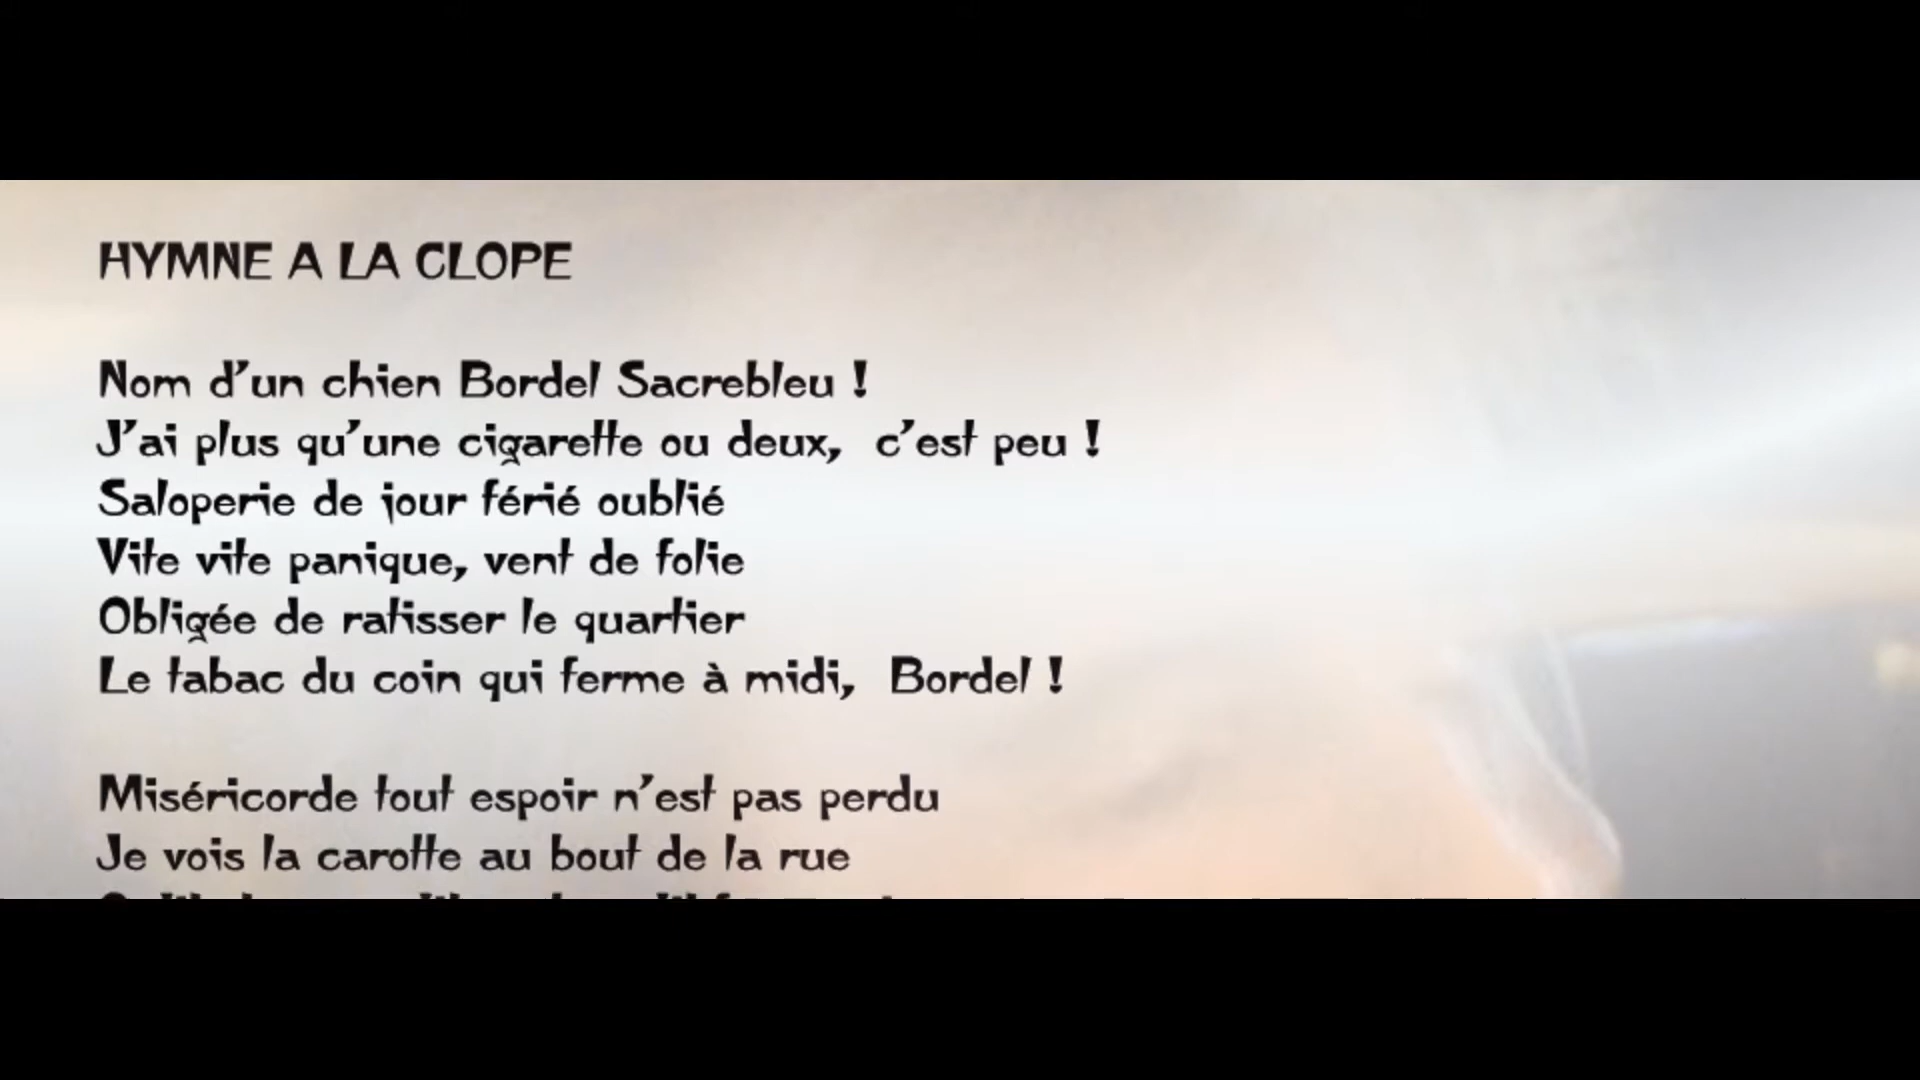 HYMNE A LA CLOPE
Nom d'un chien Bordel Sacrebleu !
J'ai plus qu'une cigarette ou deux, c'est peu !
Saloperie de jour férié oublié
Vite vite panique, vent de folie
Obligée de ratisser le quartier
Le tabac du coin qui ferme à midi, Bordel !
Miséricorde tout espoir n'est pas perdu
Je vois la carotte au bout de la rue